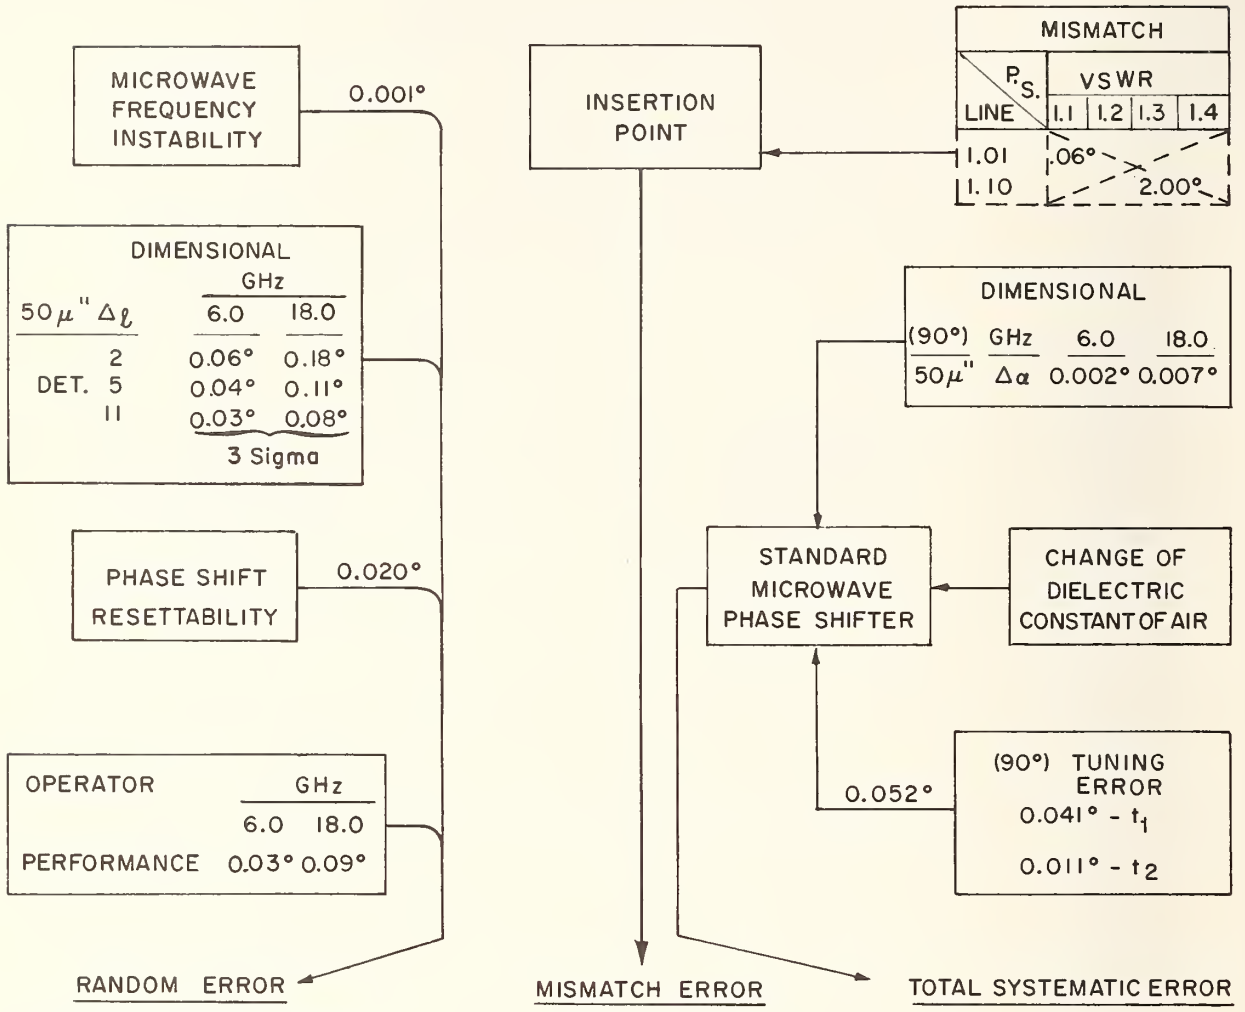 MICROWAVE
FREQUENCY
INSTABILITY
0.001°
DIMENSIONAL
GHz
50 μ" Δℓ 6.0 18.0
2 0.06° 0.18°
DET. 5 0.04° 0.11°
11 0.03° 0.08°
3 Sigma
PHASE SHIFT
RESETTABILITY
0.020°
OPERATOR GHz
6.0 18.0
PERFORMANCE 0.03° 0.09°
RANDOM ERROR
INSERTION
POINT
MISMATCH ERROR
MISMATCH
P.S. VSWR
LINE 1.1 1.2 1.3 1.4
1.01 .06°
1.10 2.00°
DIMENSIONAL
(90°) GHz 6.0 18.0
50 μ" Δα 0.002° 0.007°
STANDARD
MICROWAVE
PHASE SHIFTER
CHANGE OF
DIELECTRIC
CONSTANT OF AIR
0.052°
(90°) TUNING
ERROR
0.041° - t1
0.011° - t2
TOTAL SYSTEMATIC ERROR